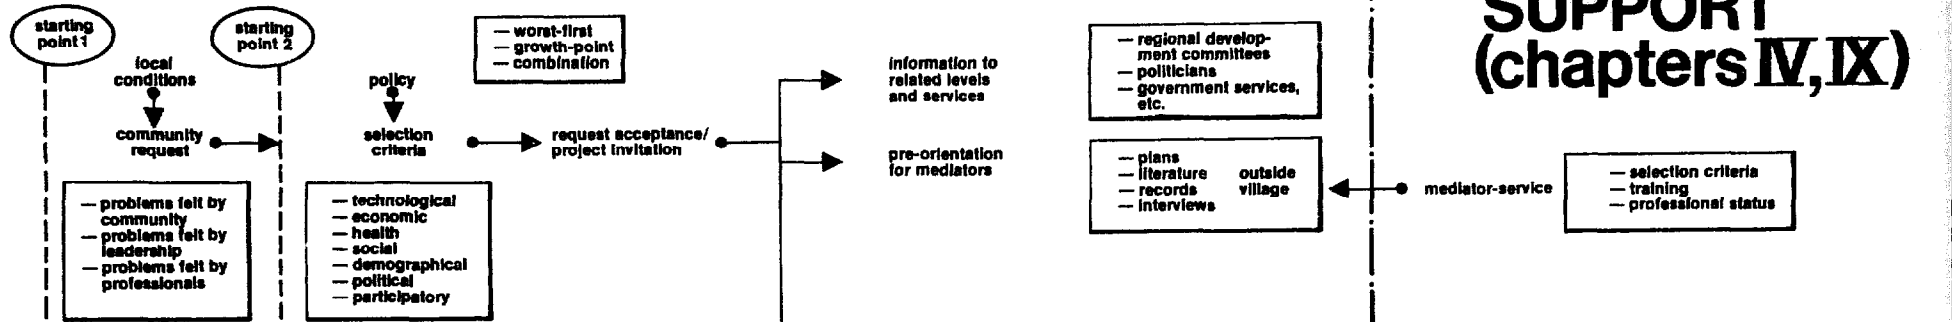 starting
point 1
starting
point 2
local
conditions
community
request
— problems felt by
community
— problems felt by
leadership
— problems felt by
professionals
policy
selection
criteria
— technological
— economic
— health
— social
— demographical
— political
— participatory
— worst-first
— growth-point
— combination
request acceptance/
project invitation
information to
related levels
and services
pre-orientation
for mediators
— regional develop-
ment committees
— politicians
— government services,
etc.
— plans
— literature outside
— records village
— interviews
mediator-service
— selection criteria
— training
— professional status
SUPPORT
(chapters IV, IX)